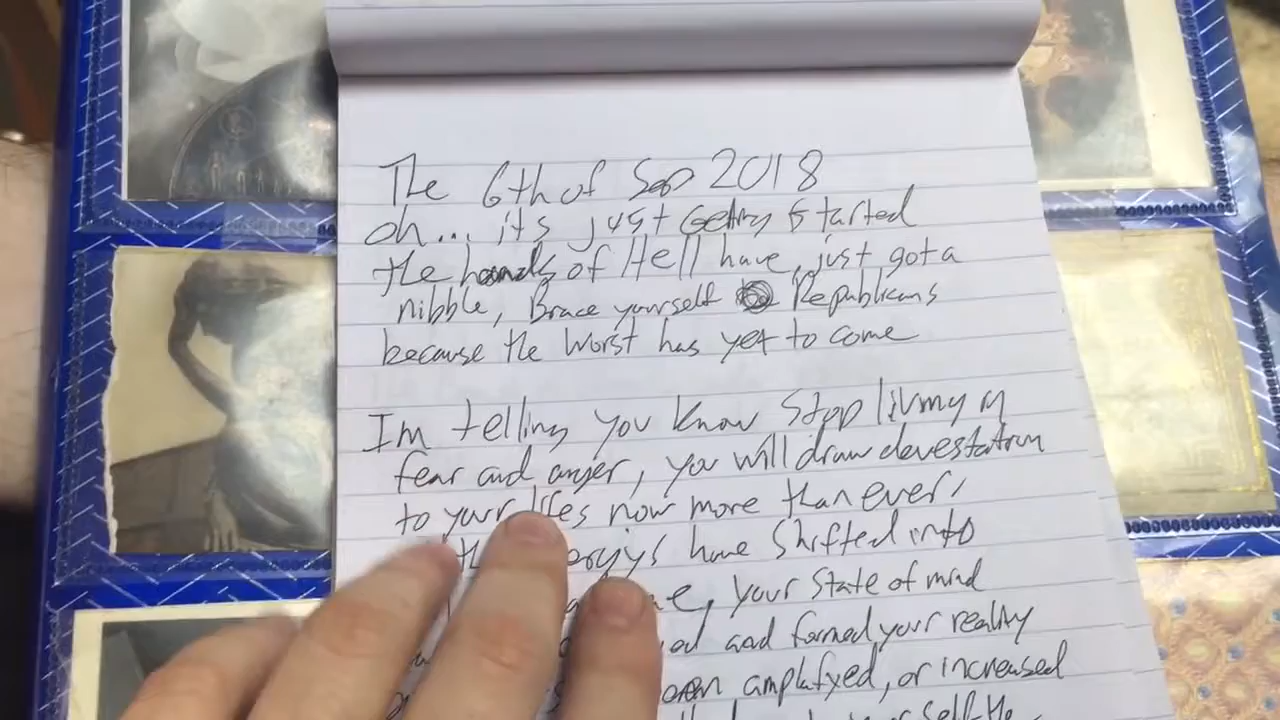 The 6th of Sep 2018
oh... its just Getting started
the hands of Hell have just got a
nibble, Brace yourself Republicans
because the worst has yet to come
Im telling you know stop living in
fear and anger, you will draw devestation
to your lifes now more than ever,
have shifted into
your state of mind
and formed your reality
amplafyed, or increased